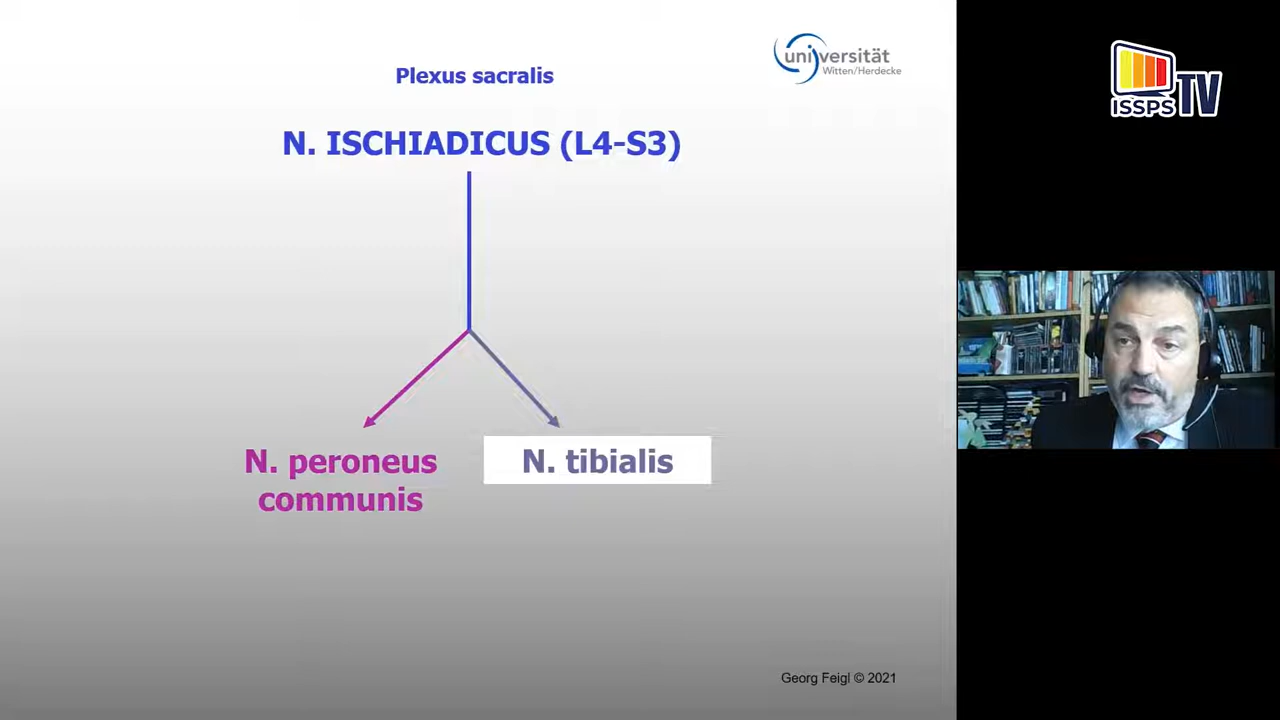 universität
Witten/Herdecke
Plexus sacralis
N. ISCHIADICUS (L4-S3)
N. peroneus
communis
N. tibialis
Georg Feigl © 2021
ISSPS TV